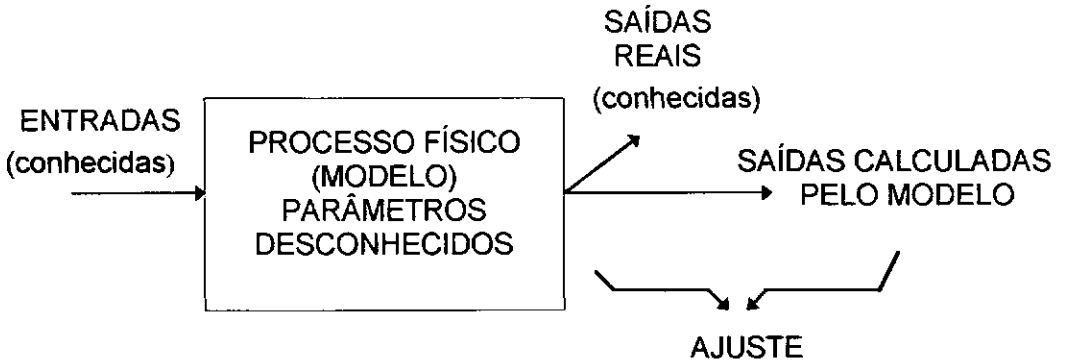 ENTRADAS
(conhecidas)
PROCESSO FÍSICO
(MODELO)
PARÂMETROS
DESCONHECIDOS
SAÍDAS
REAIS
(conhecidas)
SAÍDAS CALCULADAS
PELO MODELO
AJUSTE